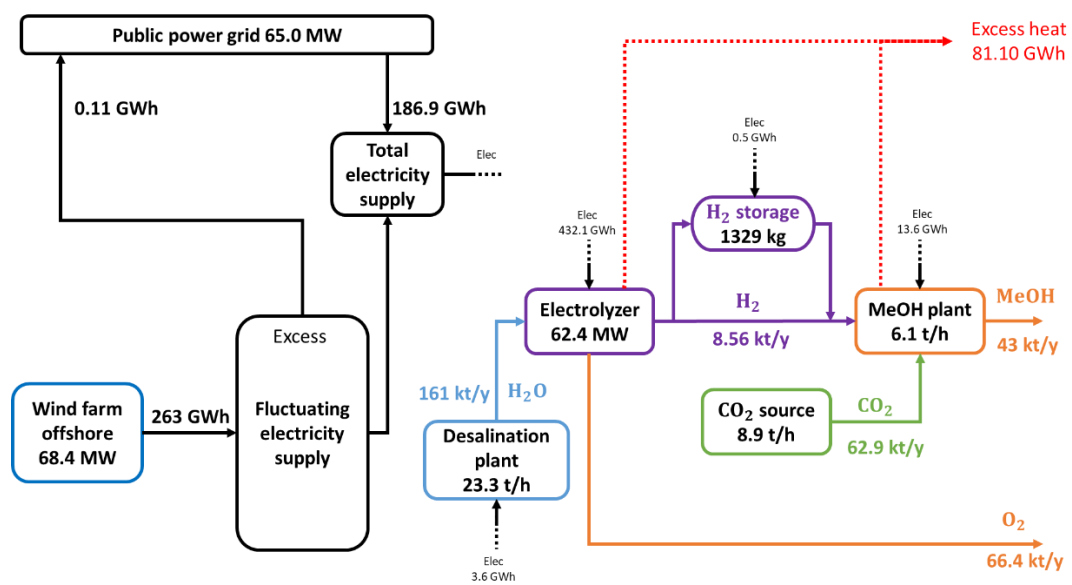 Public power grid 65.0 MW
Excess heat
81.10 GWh
0.11 GWh
186.9 GWh
Total
electricity
supply
Elec
Elec
0.5 GWh
H₂ storage
1329 kg
Elec
432.1 GWh
Elec
13.6 GWh
Electrolyzer
62.4 MW
H₂
8.56 kt/y
MeOH plant
6.1 t/h
MeOH
43 kt/y
Excess
Fluctuating
electricity
supply
Wind farm
offshore
68.4 MW
263 GWh
161 kt/y
H₂O
Desalination
plant
23.3 t/h
Elec
3.6 GWh
CO₂ source
8.9 t/h
CO₂
62.9 kt/y
O₂
66.4 kt/y